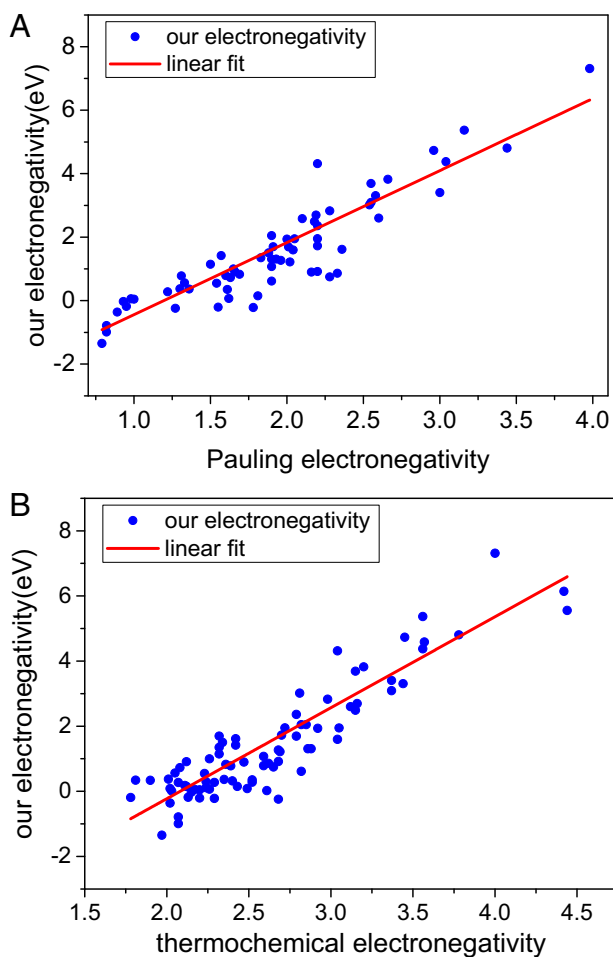 A
our electronegativity
linear fit
our electronegativity(eV)
8
6
4
2
0
-2
1.0 1.5 2.0 2.5 3.0 3.5 4.0
Pauling electronegativity
B
our electronegativity
linear fit
our electronegativity(eV)
8
6
4
2
0
-2
1.5 2.0 2.5 3.0 3.5 4.0 4.5
thermochemical electronegativity